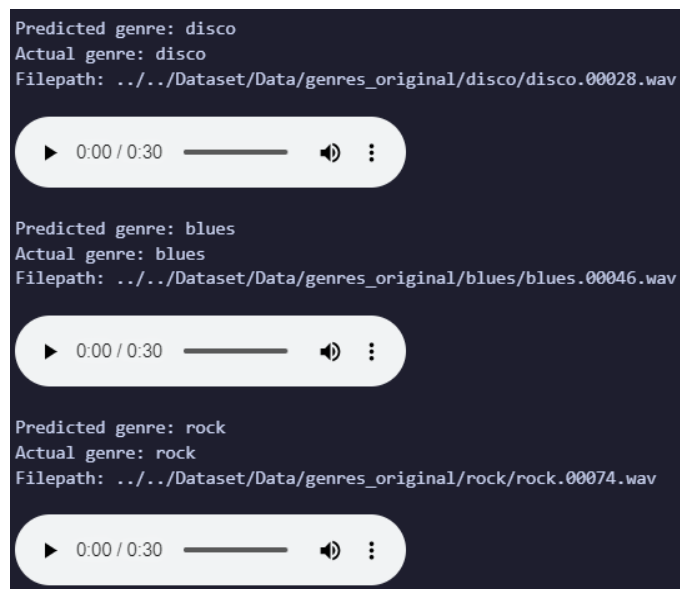 Predicted genre: disco
Actual genre: disco
Filepath: ../../Dataset/Data/genres_original/disco/disco.00028.wav
0:00 / 0:30
Predicted genre: blues
Actual genre: blues
Filepath: ../../Dataset/Data/genres_original/blues/blues.00046.wav
0:00 / 0:30
Predicted genre: rock
Actual genre: rock
Filepath: ../../Dataset/Data/genres_original/rock/rock.00074.wav
0:00 / 0:30